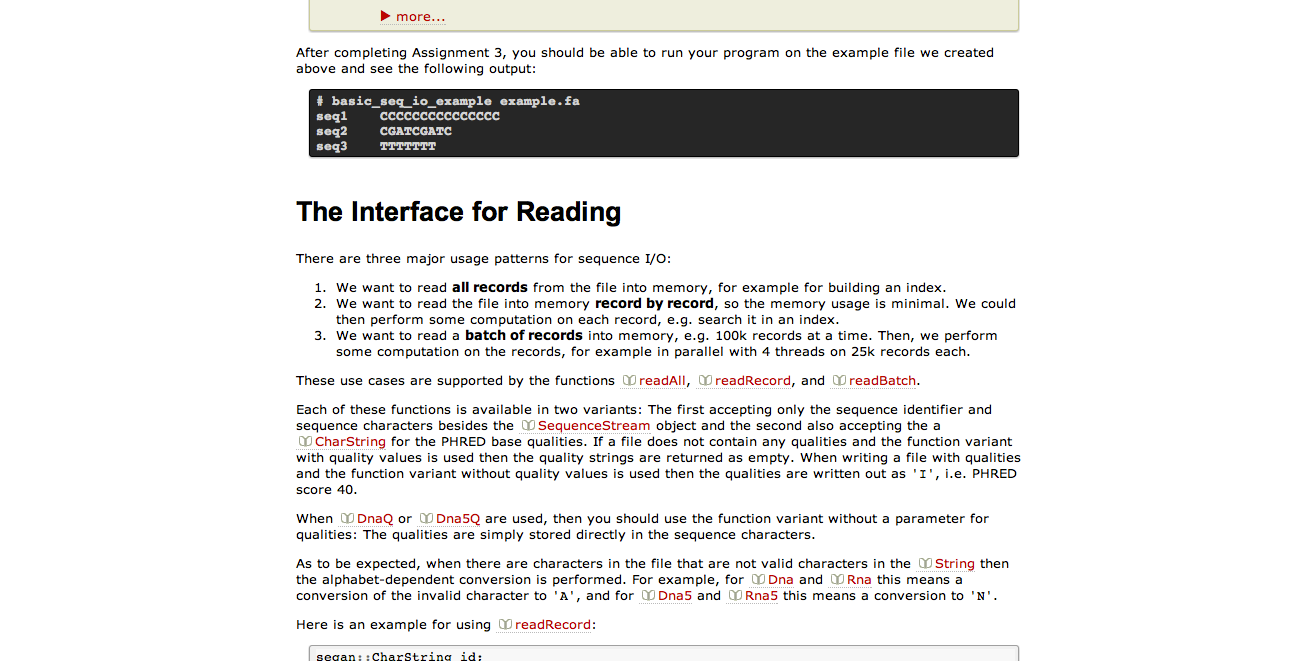 ▶ more...
After completing Assignment 3, you should be able to run your program on the example file we created
above and see the following output:
# basic_seq_io_example example.fa
seq1    CCCCCCCCCCCCCCC
seq2    CGATCGATC
seq3    TTTTTTT
The Interface for Reading
There are three major usage patterns for sequence I/O:
1. We want to read all records from the file into memory, for example for building an index.
2. We want to read the file into memory record by record, so the memory usage is minimal. We could
then perform some computation on each record, e.g. search it in an index.
3. We want to read a batch of records into memory, e.g. 100k records at a time. Then, we perform
some computation on the records, for example in parallel with 4 threads on 25k records each.
These use cases are supported by the functions readAll, readRecord, and readBatch.
Each of these functions is available in two variants: The first accepting only the sequence identifier and
sequence characters besides the SequenceStream object and the second also accepting the a
CharString for the PHRED base qualities. If a file does not contain any qualities and the function variant
with quality values is used then the quality strings are returned as empty. When writing a file with qualities
and the function variant without quality values is used then the qualities are written out as 'I', i.e. PHRED
score 40.
When DnaQ or Dna5Q are used, then you should use the function variant without a parameter for
qualities: The qualities are simply stored directly in the sequence characters.
As to be expected, when there are characters in the file that are not valid characters in the String then
the alphabet-dependent conversion is performed. For example, for Dna and Rna this means a
conversion of the invalid character to 'A', and for Dna5 and Rna5 this means a conversion to 'N'.
Here is an example for using readRecord:
seqan::CharString id;